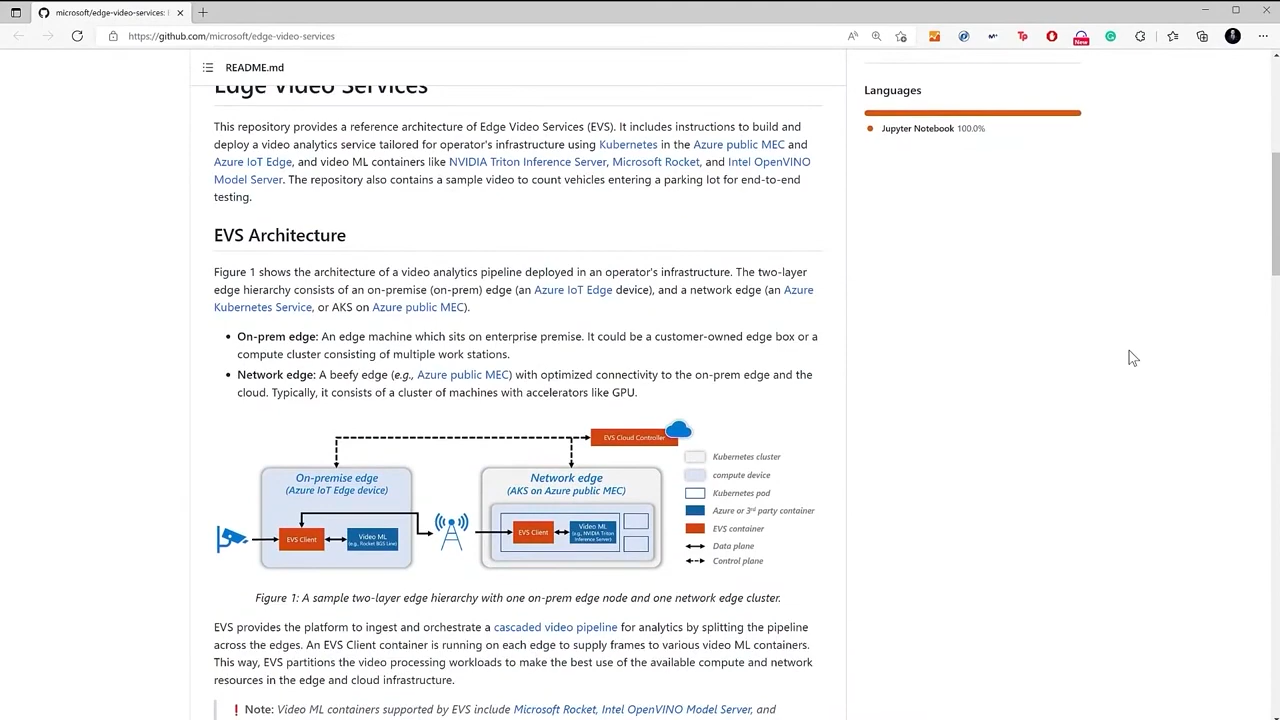 microsoft/edge-video-services: 
https://github.com/microsoft/edge-video-services
New
README.md
Edge Video Services
This repository provides a reference architecture of Edge Video Services (EVS). It includes instructions to build and
deploy a video analytics service tailored for operator's infrastructure using Kubernetes in the Azure public MEC and
Azure IoT Edge, and video ML containers like NVIDIA Triton Inference Server, Microsoft Rocket, and Intel OpenVINO
Model Server. The repository also contains a sample video to count vehicles entering a parking lot for end-to-end
testing.
Languages
Jupyter Notebook 100.0%
EVS Architecture
Figure 1 shows the architecture of a video analytics pipeline deployed in an operator's infrastructure. The two-layer
edge hierarchy consists of an on-premise (on-prem) edge (an Azure IoT Edge device), and a network edge (an Azure
Kubernetes Service, or AKS on Azure public MEC).
• On-prem edge: An edge machine which sits on enterprise premise. It could be a customer-owned edge box or a
compute cluster consisting of multiple work stations.
• Network edge: A beefy edge (e.g., Azure public MEC) with optimized connectivity to the on-prem edge and the
cloud. Typically, it consists of a cluster of machines with accelerators like GPU.
EVS Cloud Controller
On-premise edge
(Azure IoT Edge device)
EVS Client
Video ML
(e.g., Rocket BGS Line)
Network edge
(AKS on Azure public MEC)
EVS Client
Video ML
(e.g., NVIDIA Triton
Inference Server)
Kubernetes cluster
compute device
Kubernetes pod
Azure or 3rd party container
EVS container
Data plane
Control plane
Figure 1: A sample two-layer edge hierarchy with one on-prem edge node and one network edge cluster.
EVS provides the platform to ingest and orchestrate a cascaded video pipeline for analytics by splitting the pipeline
across the edges. An EVS Client container is running on each edge to supply frames to various video ML containers.
This way, EVS partitions the video processing workloads to make the best use of the available compute and network
resources in the edge and cloud infrastructure.
❗ Note: Video ML containers supported by EVS include Microsoft Rocket, Intel OpenVINO Model Server, and